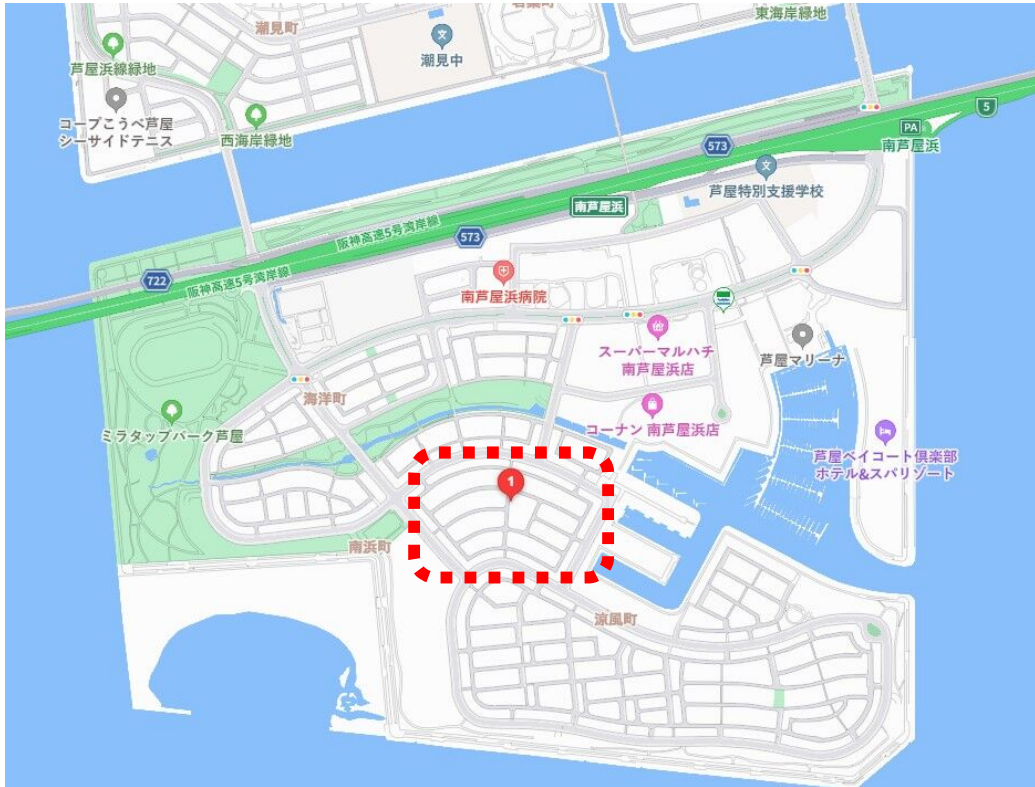 潮見町
潮見中
東海岸緑地
芦屋浜線緑地
コープこうべ芦屋
シーサイドテニス
西海岸緑地
573
PA
5
南芦屋浜
芦屋特別支援学校
南芦屋浜
阪神高速5号湾岸線
573
722
阪神高速5号湾岸線
南芦屋浜病院
スーパーマルハチ
南芦屋浜店
芦屋マリーナ
海洋町
ミラタップパーク芦屋
コーナン 南芦屋浜店
芦屋ベイコート倶楽部
ホテル&スパリゾート
1
南浜町
涼風町